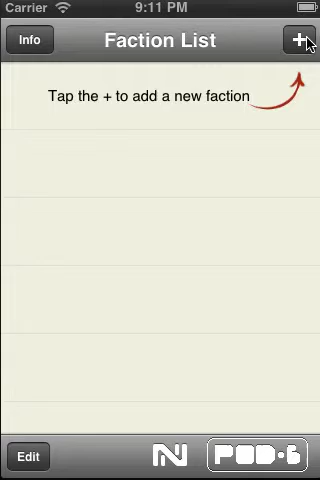 Carrier 9:11 PM
Info Faction List +
Tap the + to add a new faction
Edit N POD·6